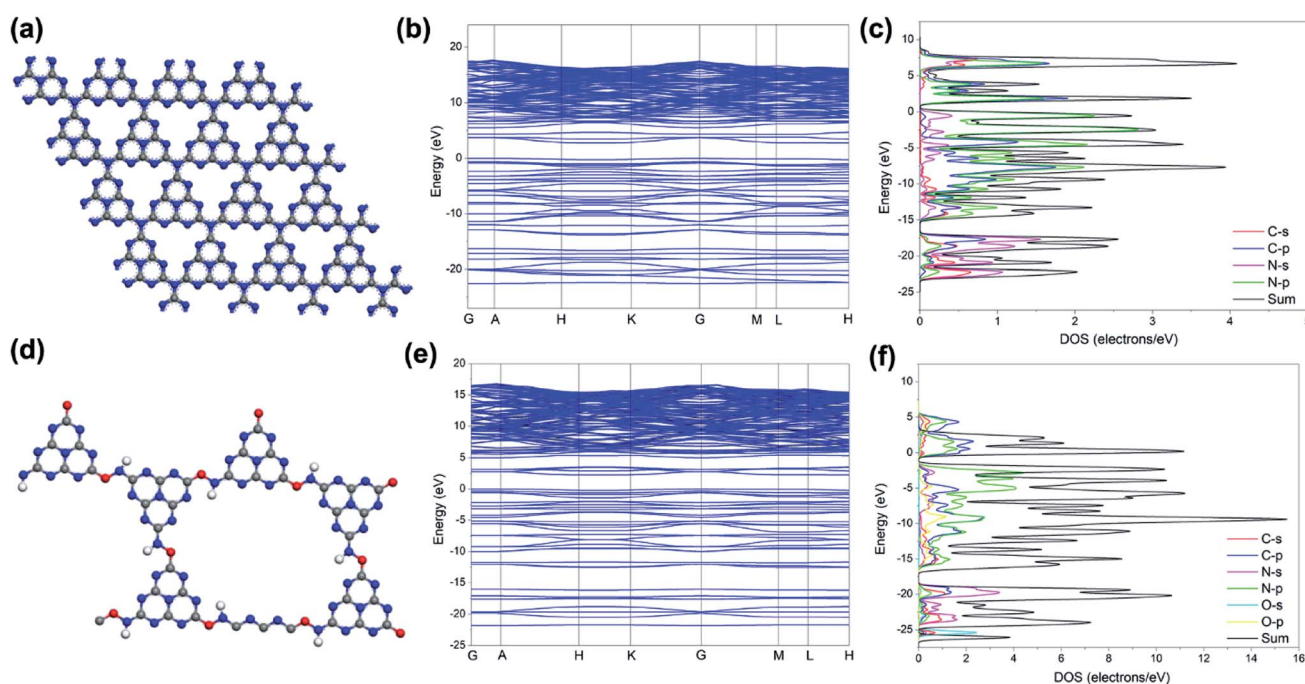 (a)
(b)
20
10
0
-10
-20
Energy (eV)
G A H K G M L H
(c)
10
5
0
-5
-10
-15
-20
-25
Energy (eV)
C-s
C-p
N-s
N-p
Sum
0 1 2 3 4
DOS (electrons/eV)
(d)
(e)
20
15
10
5
0
-5
-10
-15
-20
-25
Energy (eV)
G A H K G M L H
(f)
10
5
0
-5
-10
-15
-20
-25
Energy (eV)
C-s
C-p
N-s
N-p
O-s
O-p
Sum
0 2 4 6 8 10 12 14 16
DOS (electrons/eV)